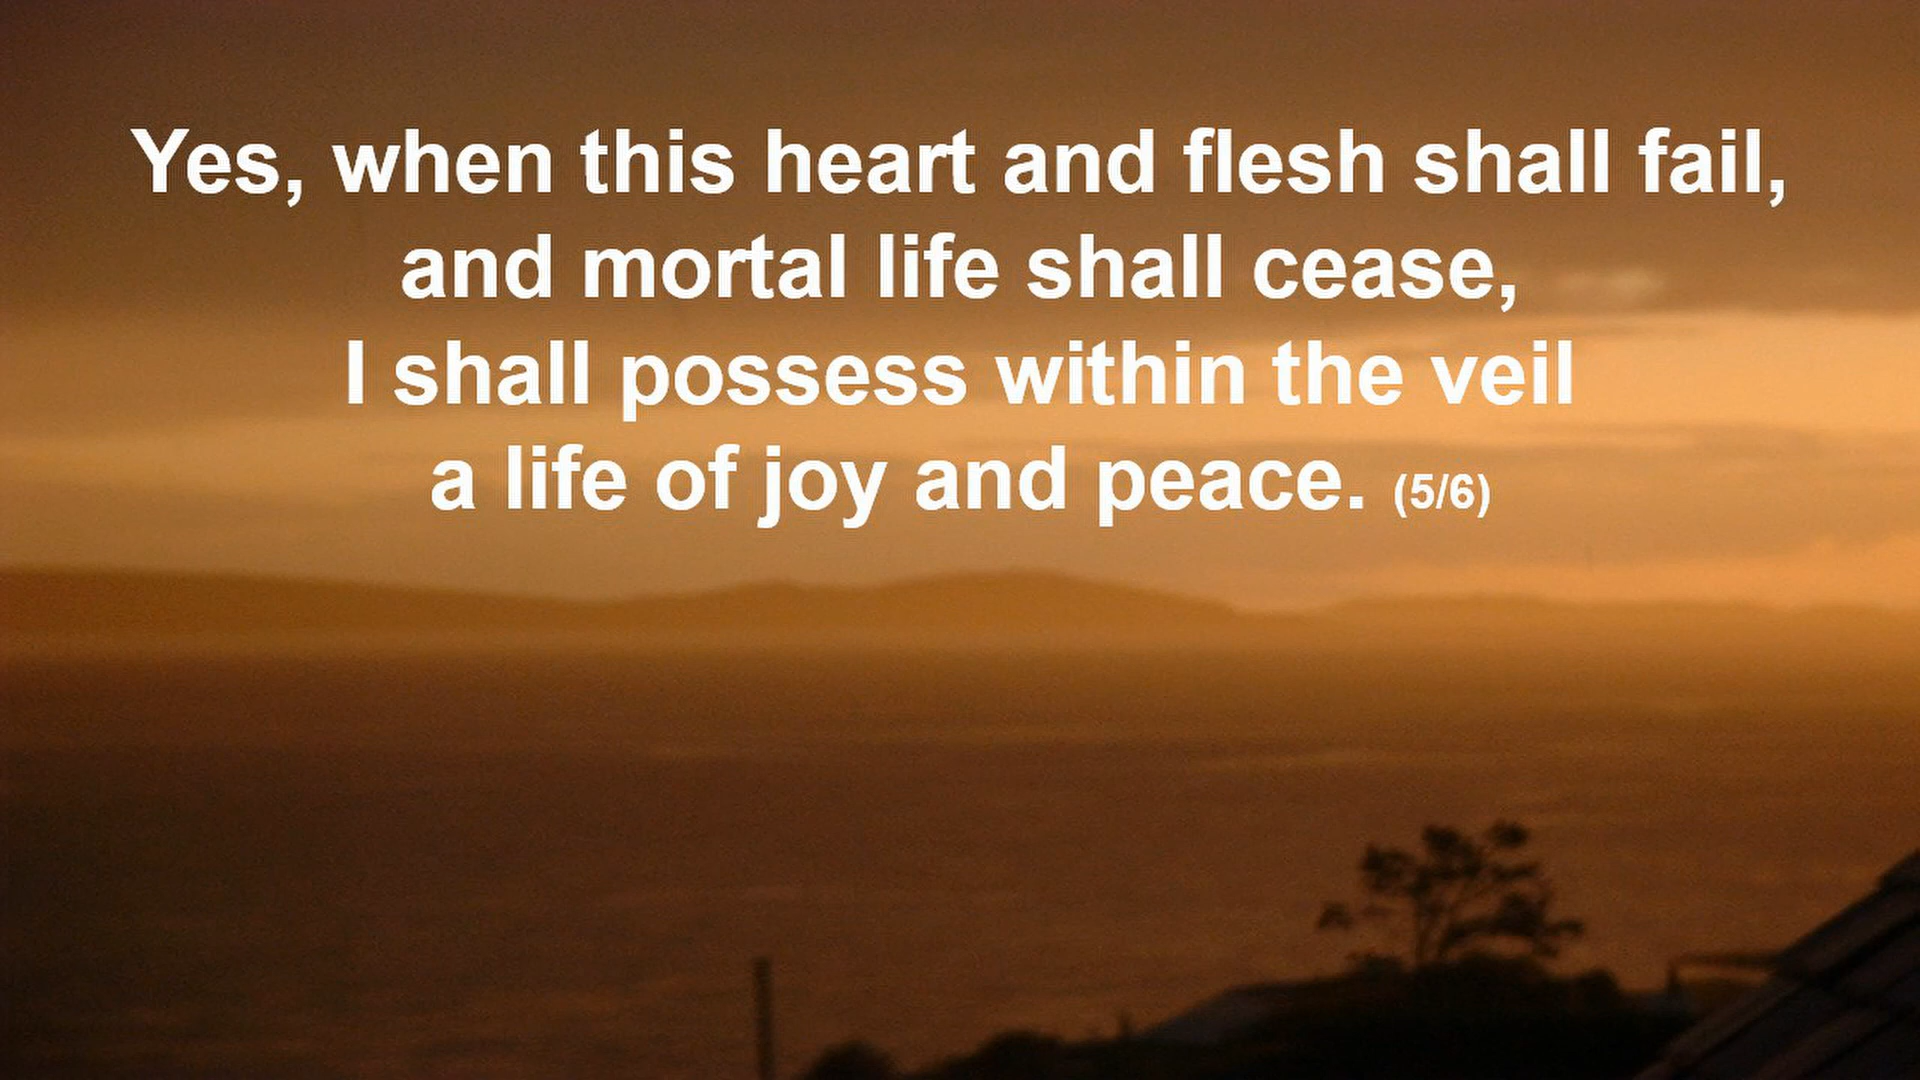 Yes, when this heart and flesh shall fail,
and mortal life shall cease,
I shall possess within the veil
a life of joy and peace. (5/6)